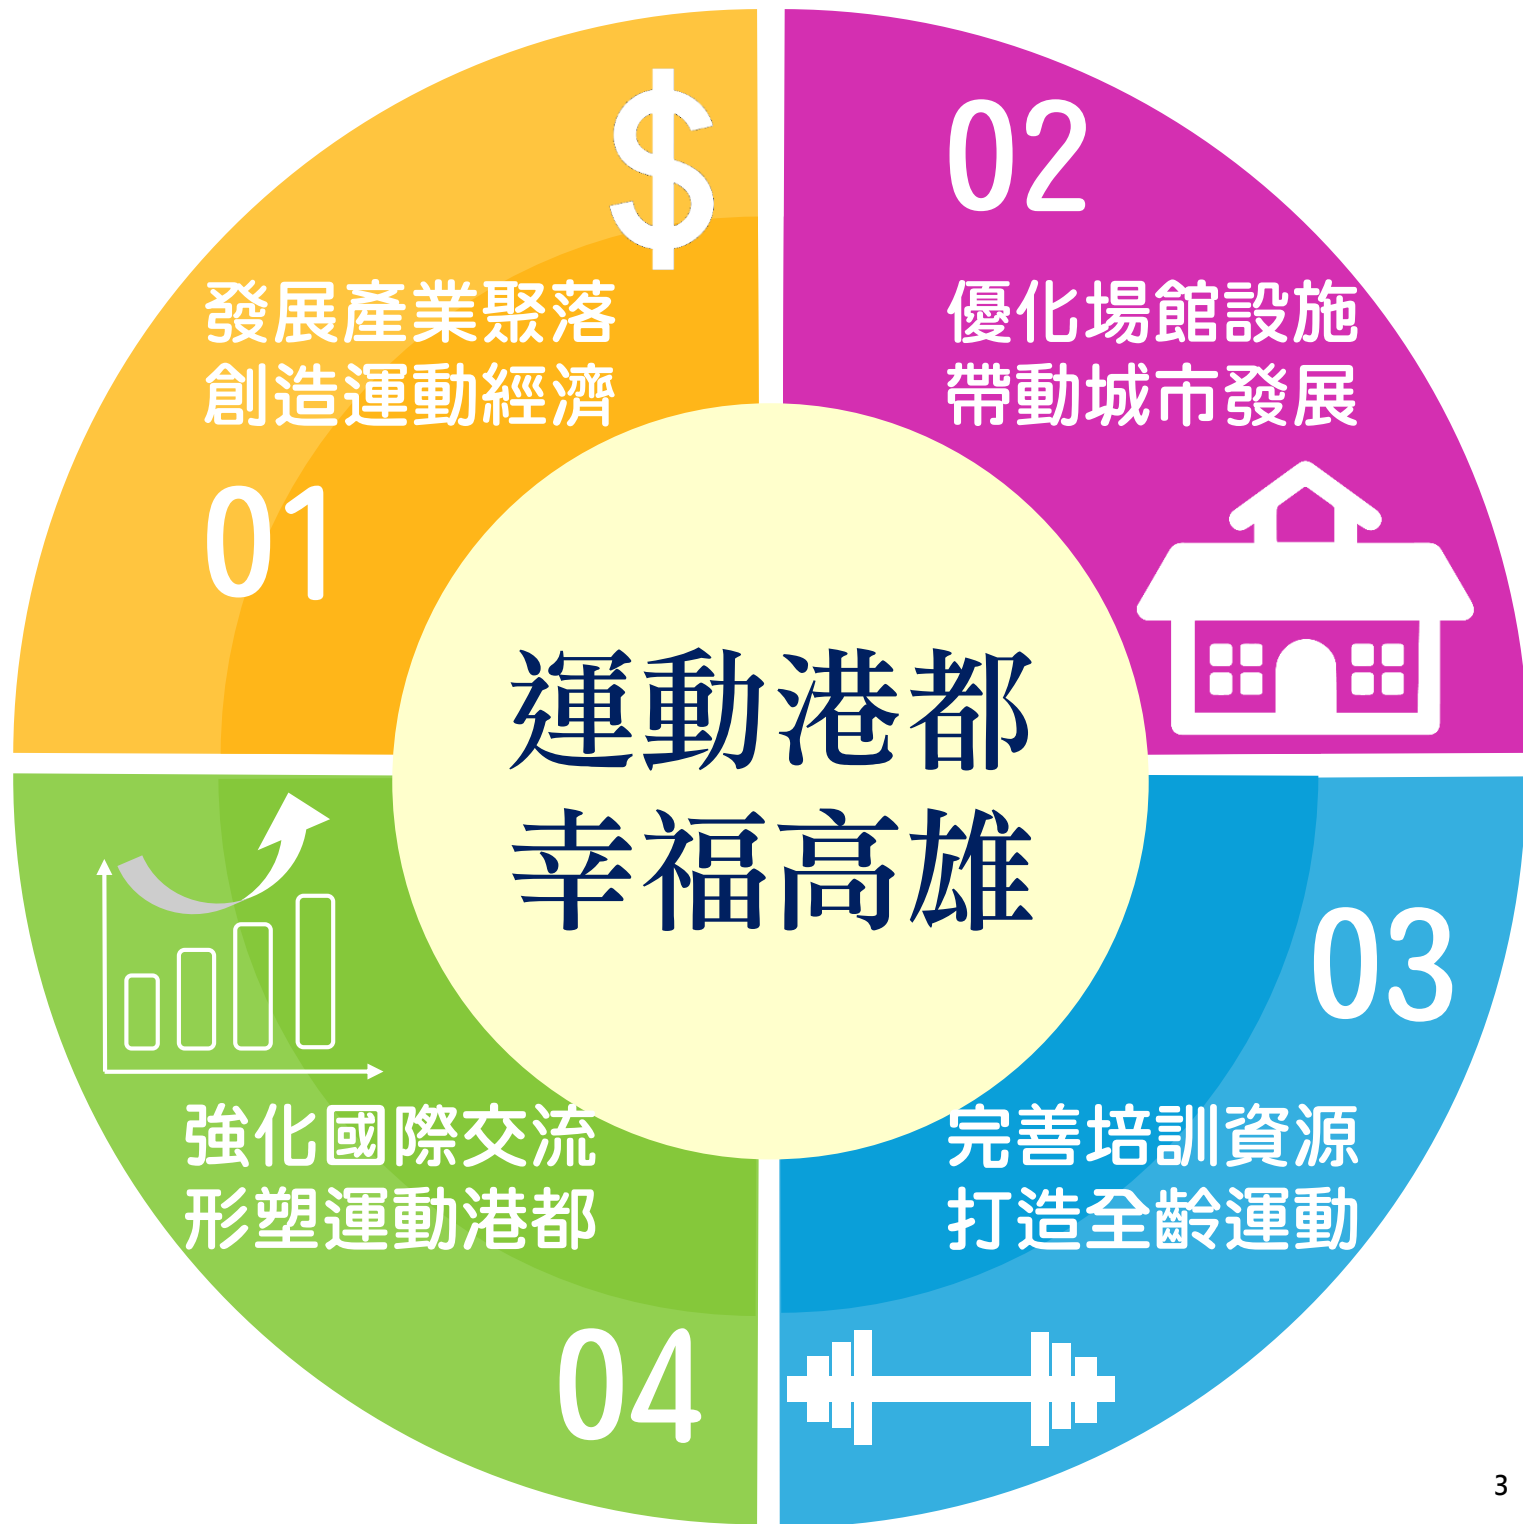 發展產業聚落
創造運動經濟
01
02
優化場館設施
帶動城市發展
運動港都
幸福高雄
03
完善培訓資源
打造全齡運動
強化國際交流
形塑運動港都
04
3